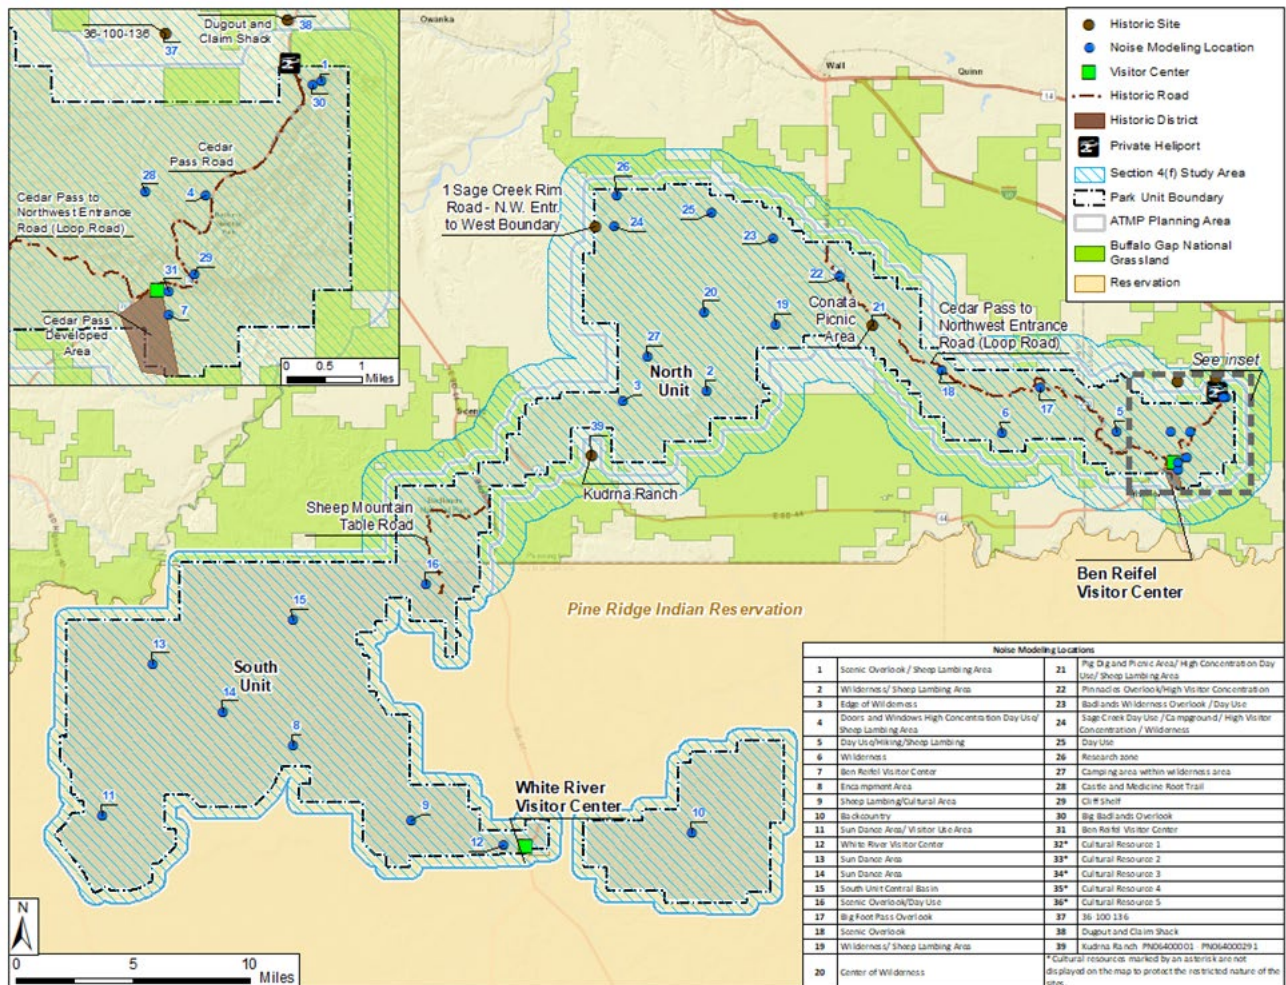 36-100-136
37
Dugout and
Claim Shack
38
1
30
Cedar
Pass Road
28
4
Cedar Pass to
Northwest Entrance
Road (Loop Road)
31
29
7
Cedar Pass
Developed
Area
0 0.5 1
Miles
Owanka
Wall
Quinn
14
Historic Site
Noise Modeling Location
Visitor Center
Historic Road
Historic District
Private Heliport
Section 4(f) Study Area
Park Unit Boundary
ATMP Planning Area
Buffalo Gap National
Grassland
Reservation
1 Sage Creek Rim
Road - N.W. Entr.
to West Boundary
26
24
25
23
22
20
19
Conata
Picnic
Area
21
Cedar Pass to
Northwest Entrance
Road (Loop Road)
See inset
27
North
Unit
2
3
18
17
6
5
39
Kudrna Ranch
Scenic
44
Sheep Mountain
Table Road
16
Ben Reifel
Visitor Center
Pine Ridge Indian Reservation
15
13
South
Unit
14
8
11
9
White River
Visitor Center
12
10
N
0 5 10
Miles
Noise Modeling Locations
1 Scenic Overlook / Sheep Lambing Area
2 Wilderness/ Sheep Lambing Area
3 Edge of Wilderness
4 Doors and Windows High Concentration Day Use/
Sheep Lambing Area
5 Day Use/Hiking/Sheep Lambing
6 Wilderness
7 Ben Reifel Visitor Center
8 Encampment Area
9 Sheep Lambing/Cultural Area
10 Backcountry
11 Sun Dance Area/ Visitor Use Area
12 White River Visitor Center
13 Sun Dance Area
14 Sun Dance Area
15 South Unit Central Basin
16 Scenic Overlook/Day Use
17 Big Foot Pass Overlook
18 Scenic Overlook
19 Wilderness/ Sheep Lambing Area
20 Center of Wilderness
21 Pig Dig and Picnic Area/ High Concentration Day
Use/ Sheep Lambing Area
22 Pinnacles Overlook/High Visitor Concentration
23 Badlands Wilderness Overlook / Day Use
24 Sage Creek Day Use / Campground / High Visitor
Concentration / Wilderness
25 Day Use
26 Research zone
27 Camping area within wilderness area
28 Castle and Medicine Root Trail
29 Cliff Shelf
30 Big Badlands Overlook
31 Ben Reifel Visitor Center
32* Cultural Resource 1
33* Cultural Resource 2
34* Cultural Resource 3
35* Cultural Resource 4
36* Cultural Resource 5
37 36 100 136
38 Dugout and Claim Shack
39 Kudrna Ranch PN06400001 - PN064000291
*Cultural resources marked by an asterisk are not
displayed on the map to protect the restricted nature of the
sites.